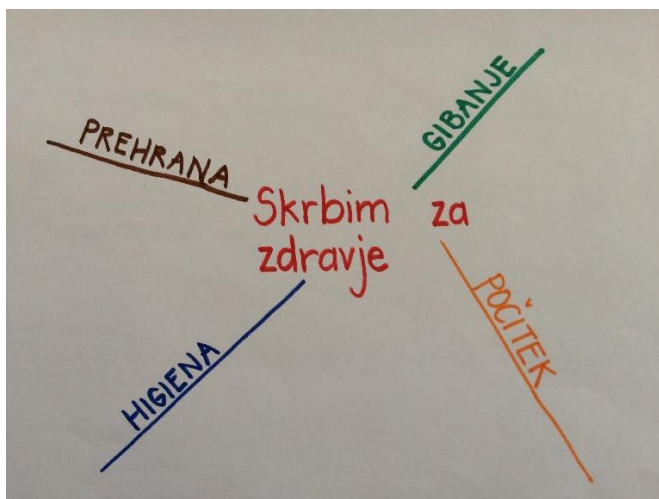 GIBANJE
PREHRANA
Skrbim za
zdravje
POČITEK
HIGIENA